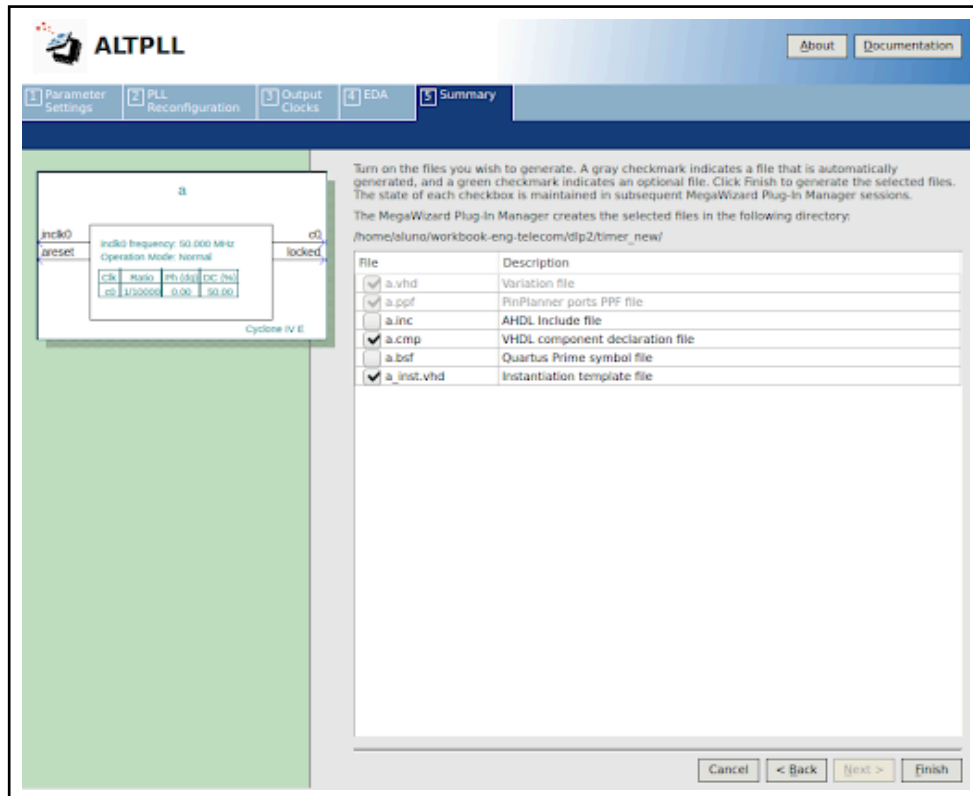 ALTPLL
About
Documentation
1 Parameter Settings
2 PLL Reconfiguration
3 Output Clocks
4 EDA
5 Summary
Turn on the files you wish to generate. A gray checkmark indicates a file that is automatically
generated, and a green checkmark indicates an optional file. Click Finish to generate the selected files.
The state of each checkbox is maintained in subsequent MegaWizard Plug-In Manager sessions.
The MegaWizard Plug-In Manager creates the selected files in the following directory:
/home/aluno/workbook-eng-telecom/dlp2/timer_new/
a
inclk0
areset
c0
locked
inclk0 frequency: 50.000 MHz
Operation Mode: Normal
Clk Ratio Ph (dg) DC (%)
c0 1/10000 0.00 50.00
Cyclone IV E
File Description
a.vhd Variation file
a.ppf PinPlanner ports PPF file
a.inc AHDL Include file
a.cmp VHDL component declaration file
a.bsf Quartus Prime symbol file
a_inst.vhd Instantiation template file
Cancel
< Back
Next >
Finish